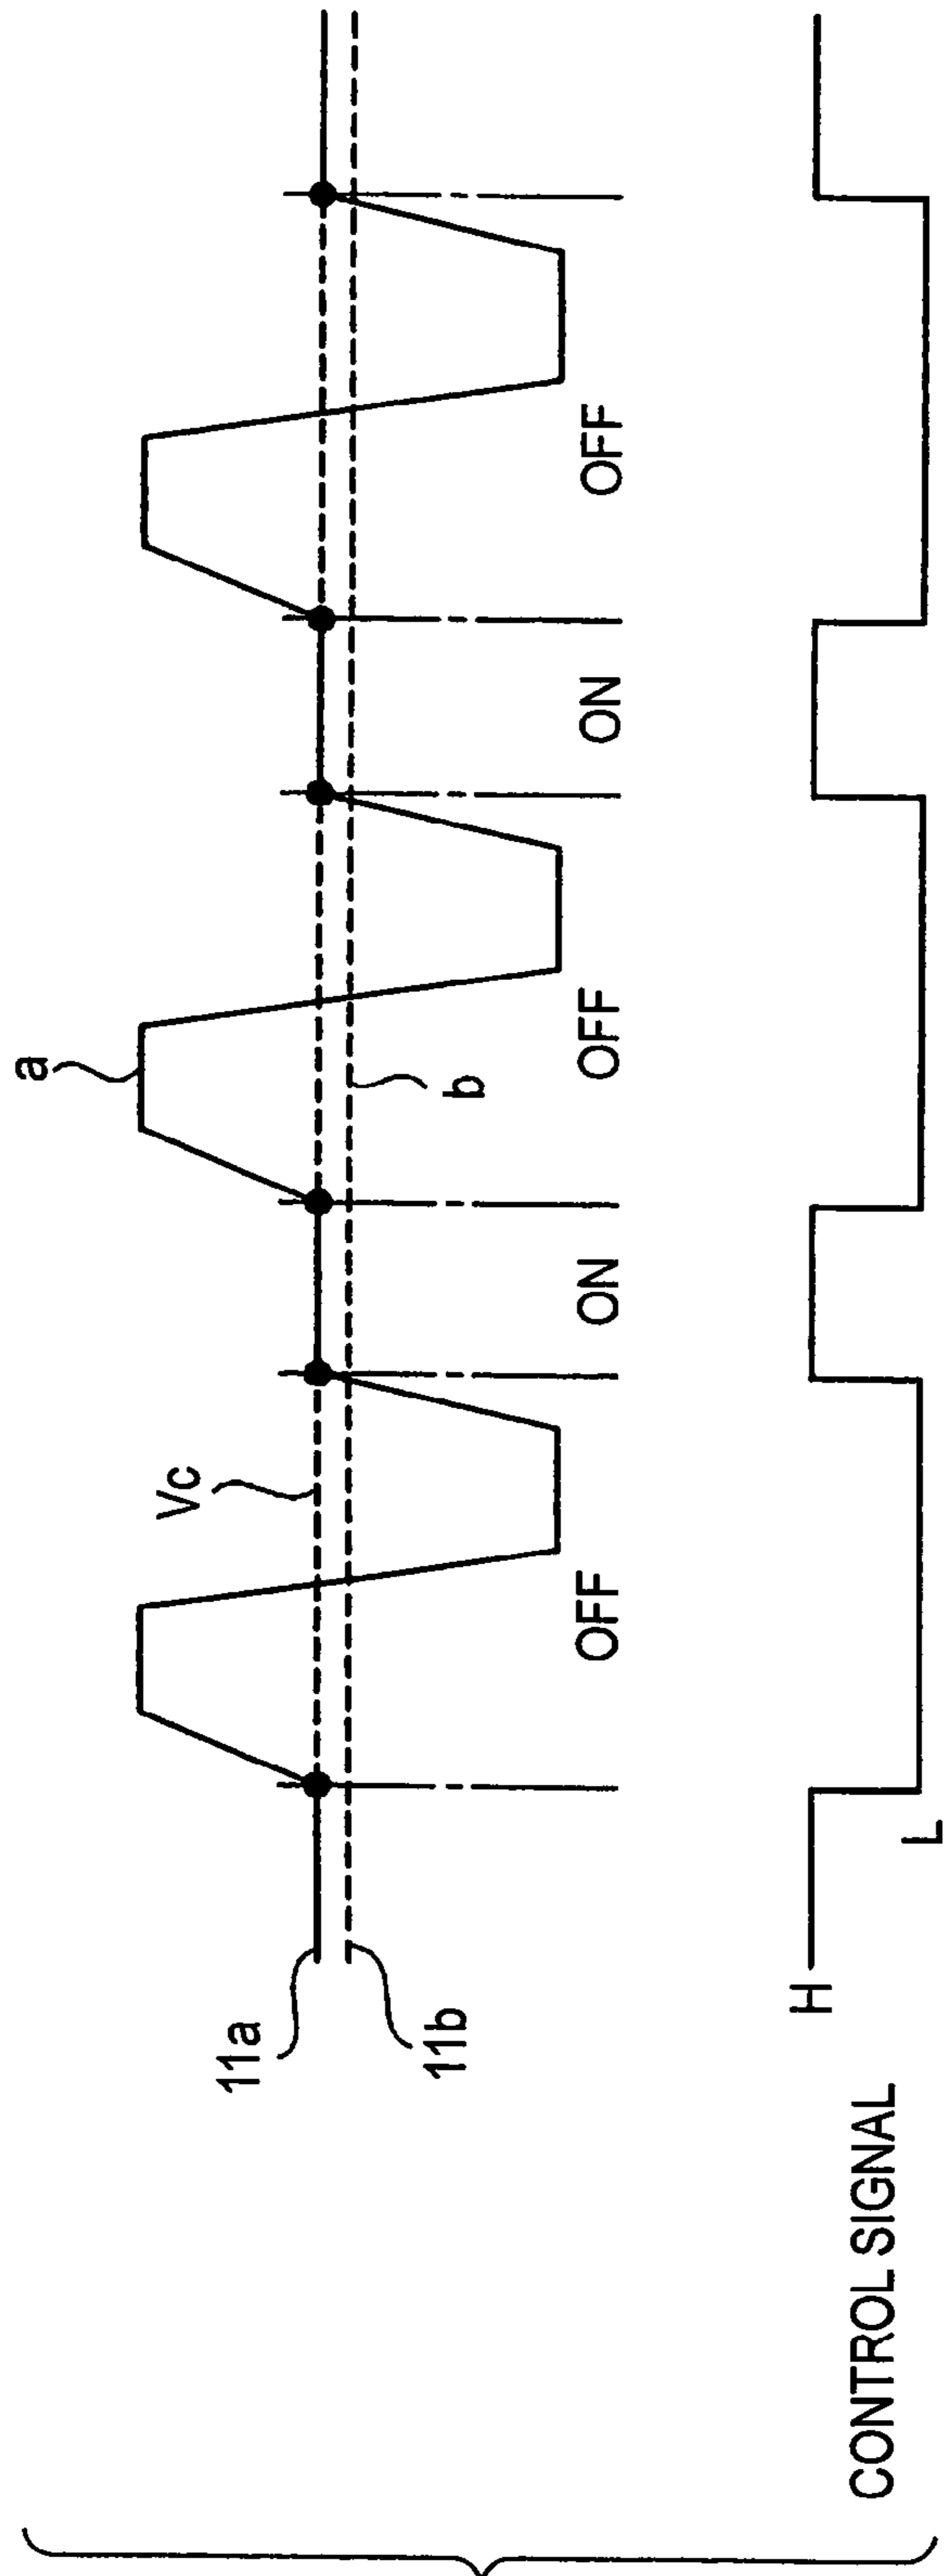 a
Vc
b
11a
11b
OFF
ON
OFF
ON
OFF
H
L
CONTROL SIGNAL